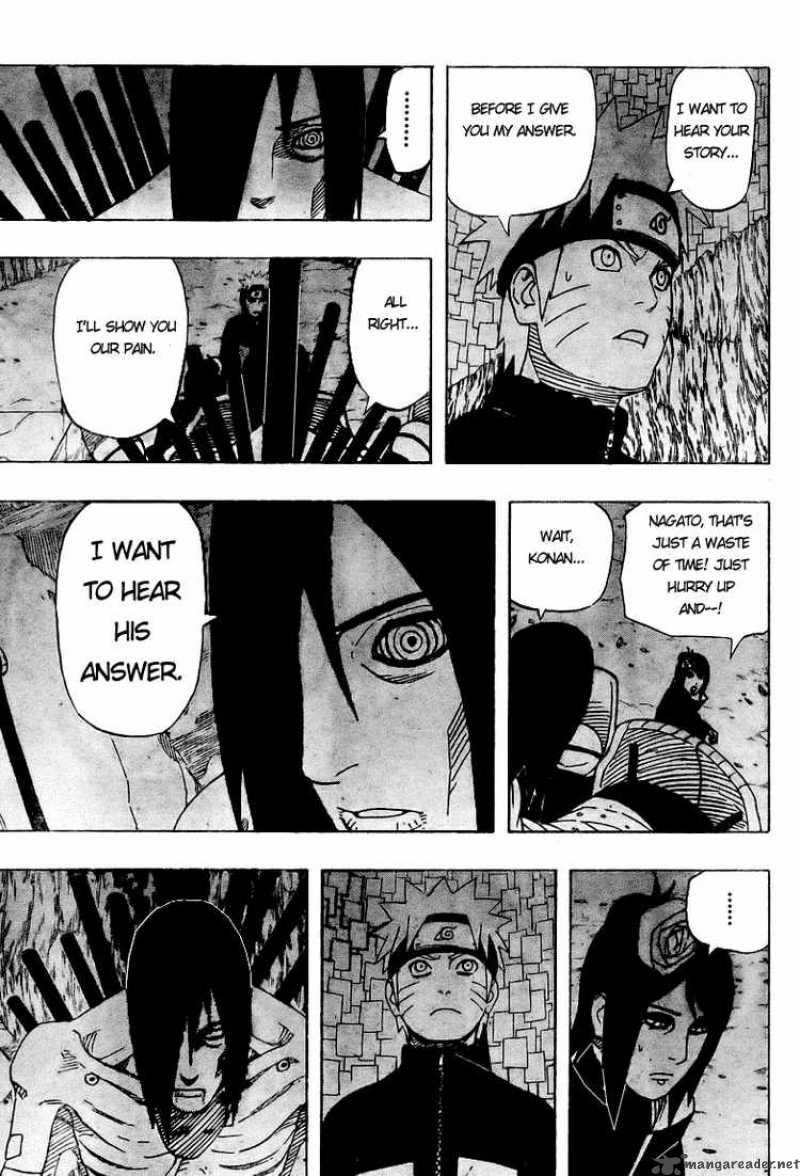 I WANT TO
HEAR YOUR
STORY...
BEFORE I GIVE
YOU MY ANSWER.
........
ALL
RIGHT...
I'LL SHOW YOU
OUR PAIN.
NAGATO, THAT'S
JUST A WASTE
OF TIME! JUST
HURRY UP
AND--!
WAIT,
KONAN...
I WANT
TO HEAR
HIS
ANSWER.
......
mangareader.net